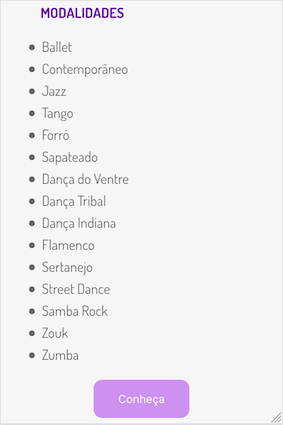 MODALIDADES
Ballet
Contemporâneo
Jazz
Tango
Forró
Sapateado
Dança do Ventre
Dança Tribal
Dança Indiana
Flamenco
Sertanejo
Street Dance
Samba Rock
Zouk
Zumba
Conheça